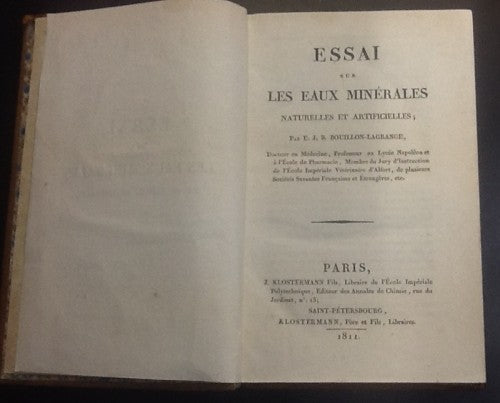 ESSAI
SUR
LES EAUX MINÉRALES
NATURELLES ET ARTIFICIELLES;
PAR E. J. B. BOUILLON-LAGRANGE,
Docteur en Médecine, Professeur au Lycée Napoléon et
à l'École de Pharmacie, Membre du Jury d'Instruction
de l'École Impériale Vétérinaire d'Alfort, de plusieurs
Sociétés Savantes Françaises et Étrangères, etc.
PARIS,
J. KLOSTERMANN Fils, Libraire de l'École Impériale
Polytechnique, Éditeur des Annales de Chimie, rue du
Jardinet, n°. 13;
SAINT-PÉTERSBOURG,
KLOSTERMANN, Père et Fils, Libraires.
1811.